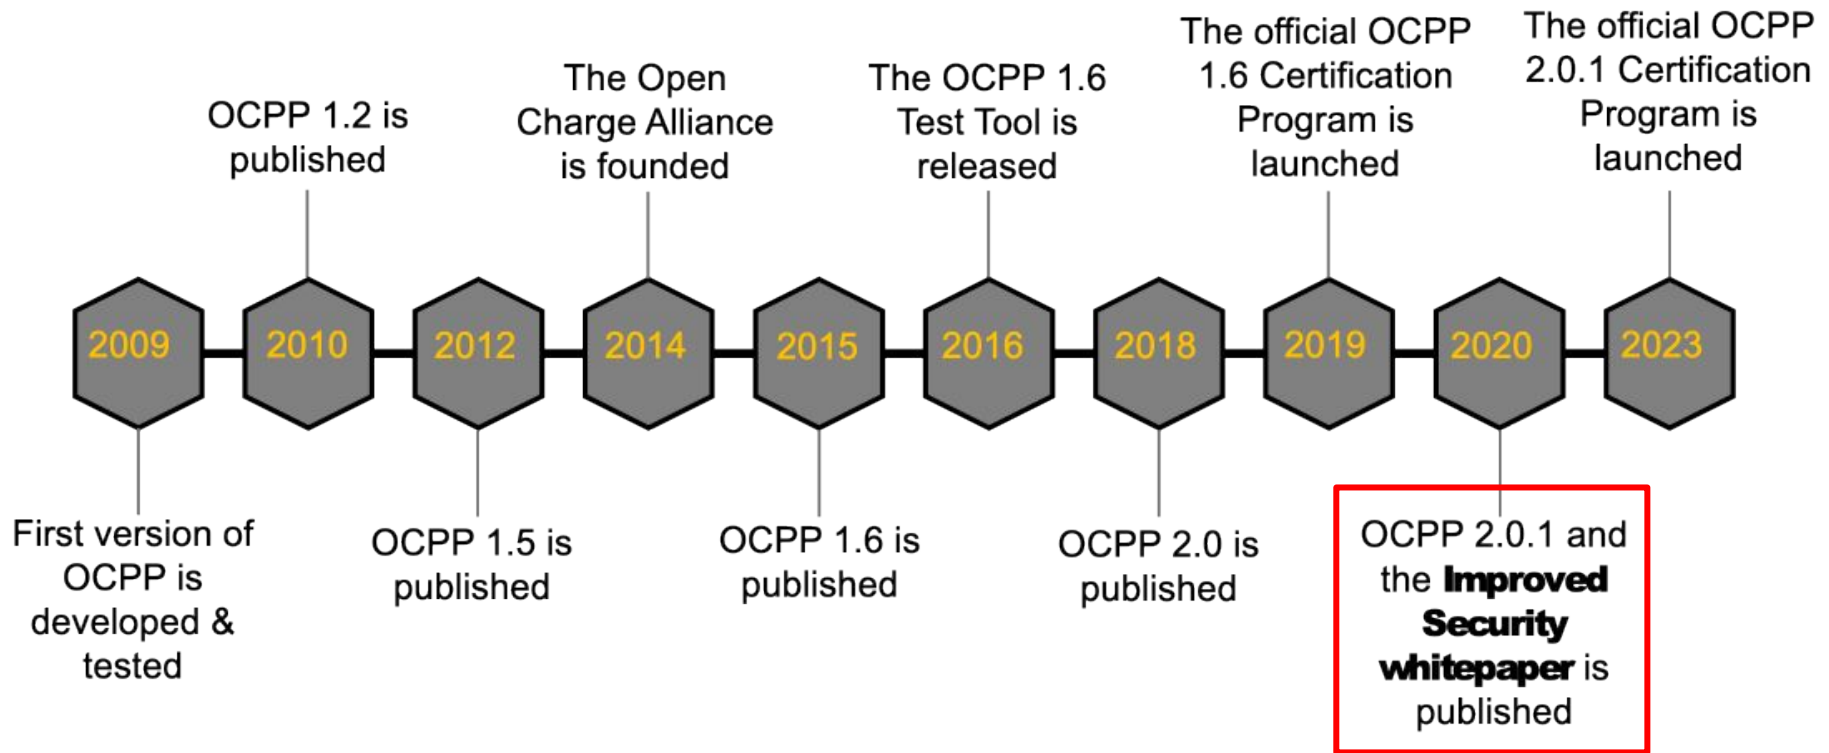 OCPP 1.2 is
published
The Open
Charge Alliance
is founded
The OCPP 1.6
Test Tool is
released
The official OCPP
1.6 Certification
Program is
launched
The official OCPP
2.0.1 Certification
Program is
launched
2009
2010
2012
2014
2015
2016
2018
2019
2020
2023
First version of
OCPP is
developed &
tested
OCPP 1.5 is
published
OCPP 1.6 is
published
OCPP 2.0 is
published
OCPP 2.0.1 and
the Improved
Security
whitepaper is
published